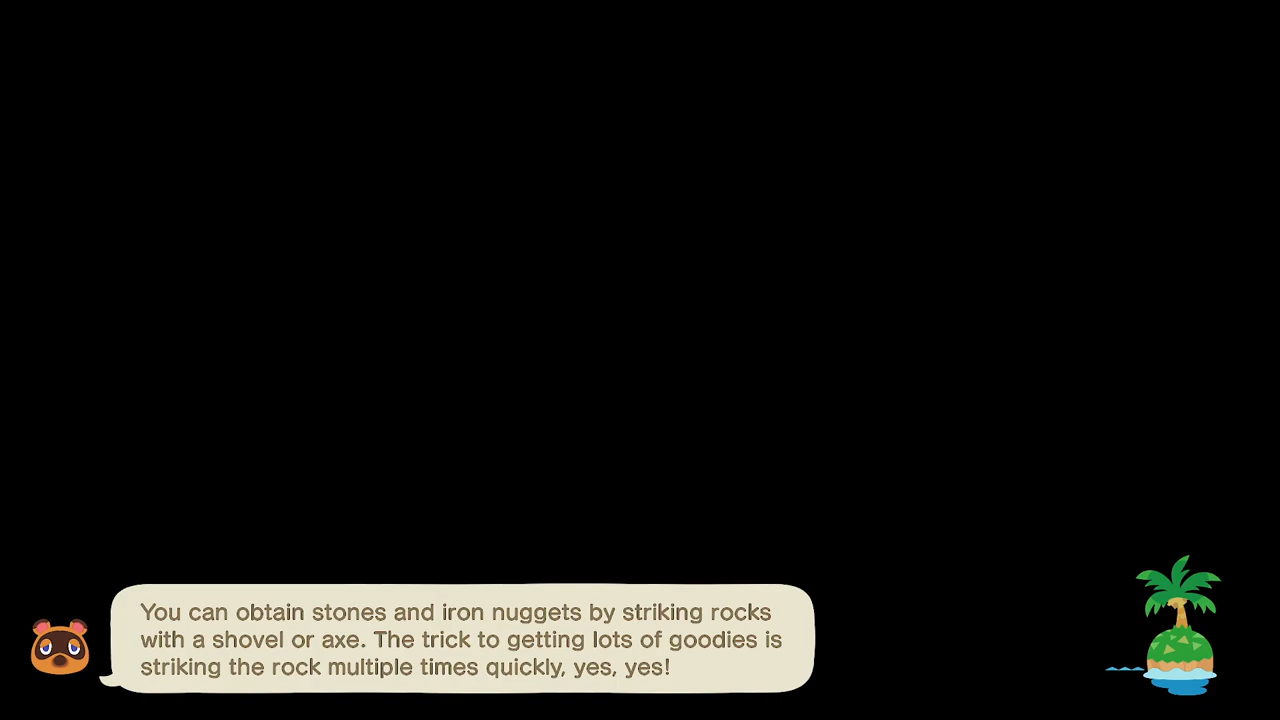 You can obtain stones and iron nuggets by striking rocks
with a shovel or axe. The trick to getting lots of goodies is
striking the rock multiple times quickly, yes, yes!